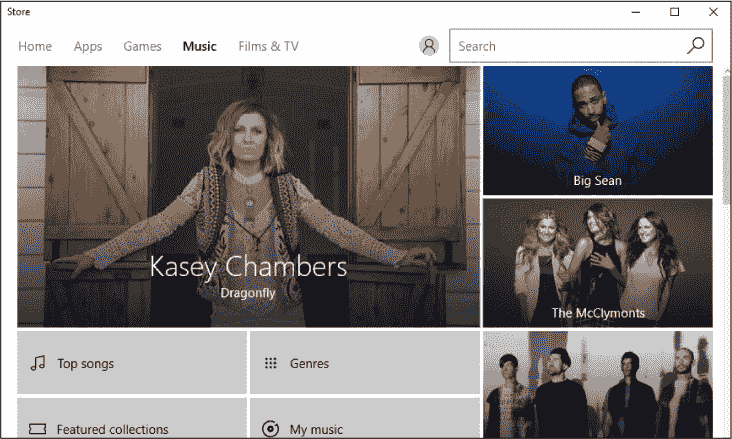 Store
Home Apps Games Music Films & TV Search
Kasey Chambers
Dragonfly
Big Sean
The McClymonts
Top songs
Genres
Featured collections
My music